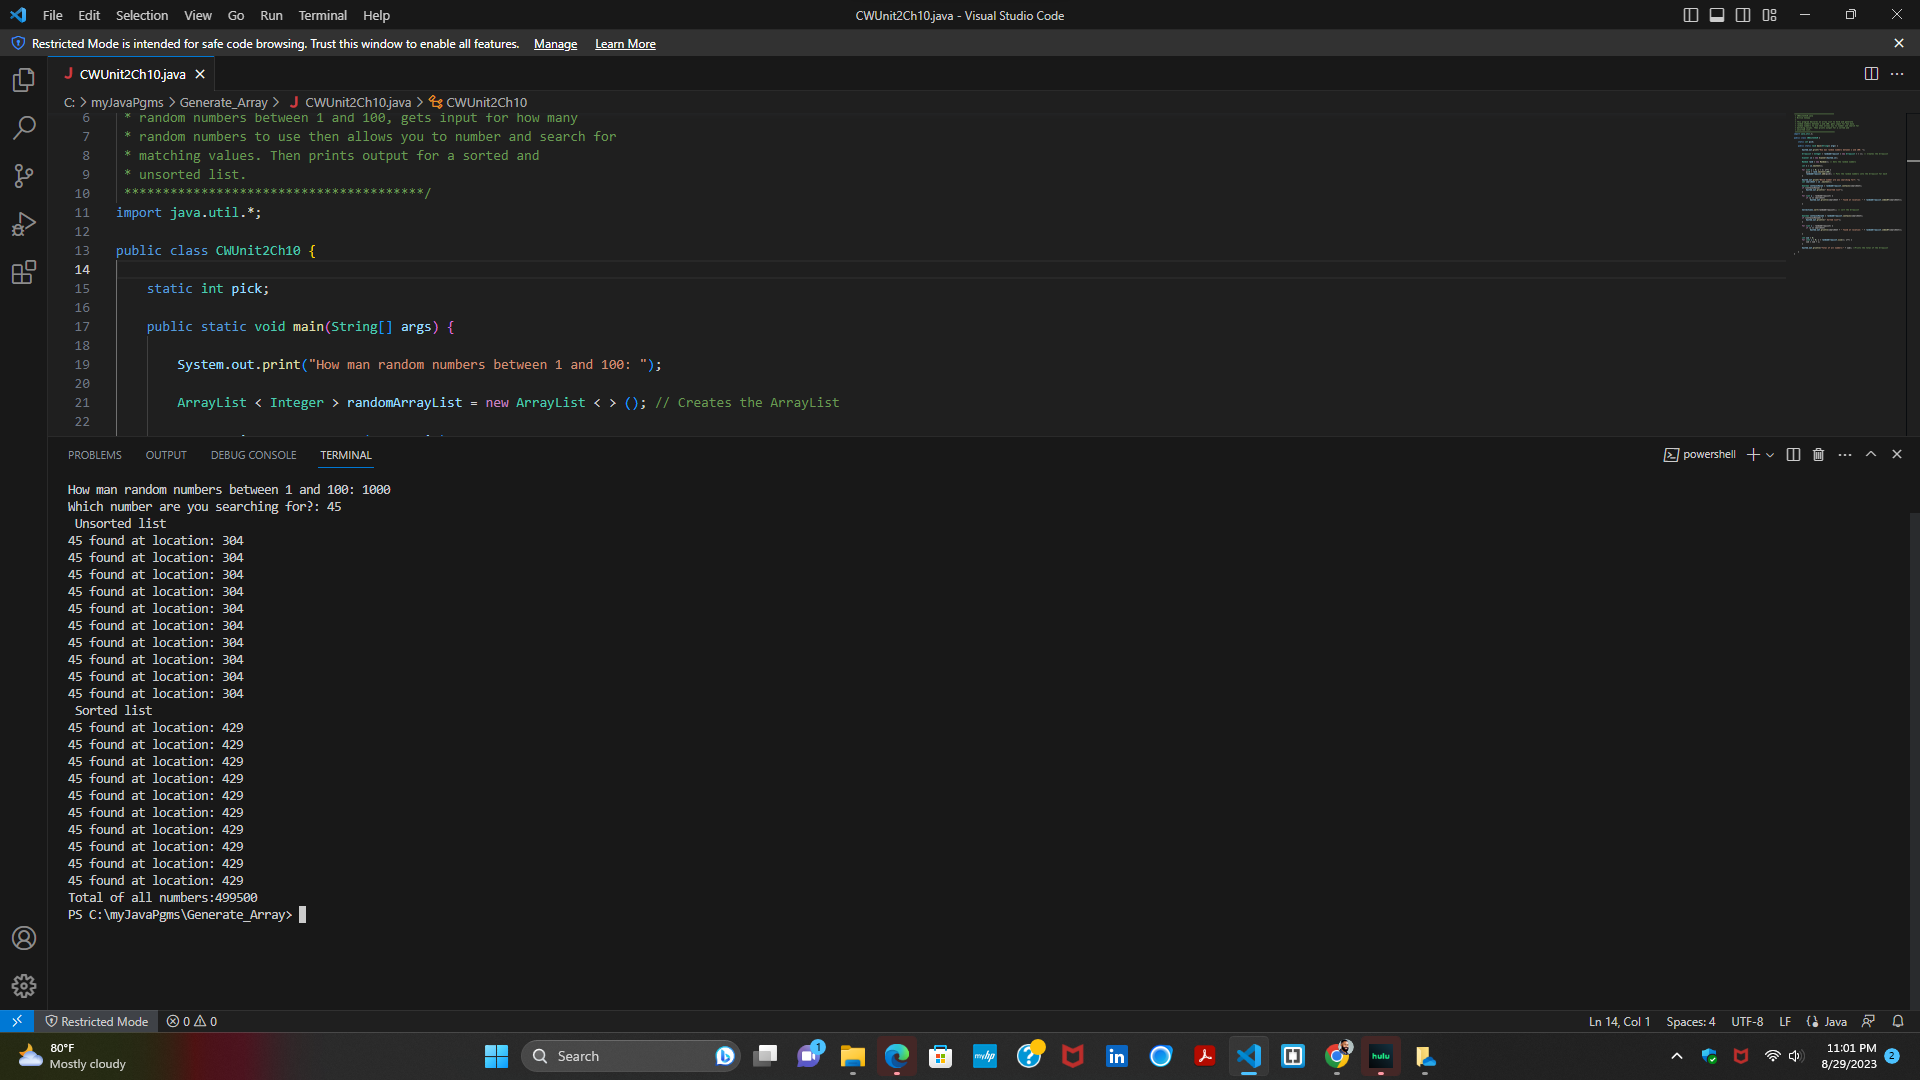 File Edit Selection View Go Run Terminal Help
CWUnit2Ch10.java - Visual Studio Code
Restricted Mode is intended for safe code browsing. Trust this window to enable all features. Manage Learn More
J CWUnit2Ch10.java
C: > myJavaPgms > Generate_Array > J CWUnit2Ch10.java > CWUnit2Ch10
6 * random numbers between 1 and 100, gets input for how many
7 * random numbers to use then allows you to number and search for
8 * matching values. Then prints output for a sorted and
9 * unsorted list.
10 ***************************************/
11 import java.util.*;
12
13 public class CWUnit2Ch10 {
14
15 static int pick;
16
17 public static void main(String[] args) {
18
19 System.out.print("How man random numbers between 1 and 100: ");
20
21 ArrayList < Integer > randomArrayList = new ArrayList < > (); // Creates the ArrayList
22
PROBLEMS OUTPUT DEBUG CONSOLE TERMINAL
powershell
How man random numbers between 1 and 100: 1000
Which number are you searching for?: 45
Unsorted list
45 found at location: 304
45 found at location: 304
45 found at location: 304
45 found at location: 304
45 found at location: 304
45 found at location: 304
45 found at location: 304
45 found at location: 304
45 found at location: 304
45 found at location: 304
Sorted list
45 found at location: 429
45 found at location: 429
45 found at location: 429
45 found at location: 429
45 found at location: 429
45 found at location: 429
45 found at location: 429
45 found at location: 429
45 found at location: 429
45 found at location: 429
Total of all numbers:499500
PS C:\myJavaPgms\Generate_Array>
Restricted Mode 0 0
Ln 14, Col 1 Spaces: 4 UTF-8 LF {} Java
80°F
Mostly cloudy
Search
1
myhp
?
in
hulu
11:01 PM
8/29/2023
2